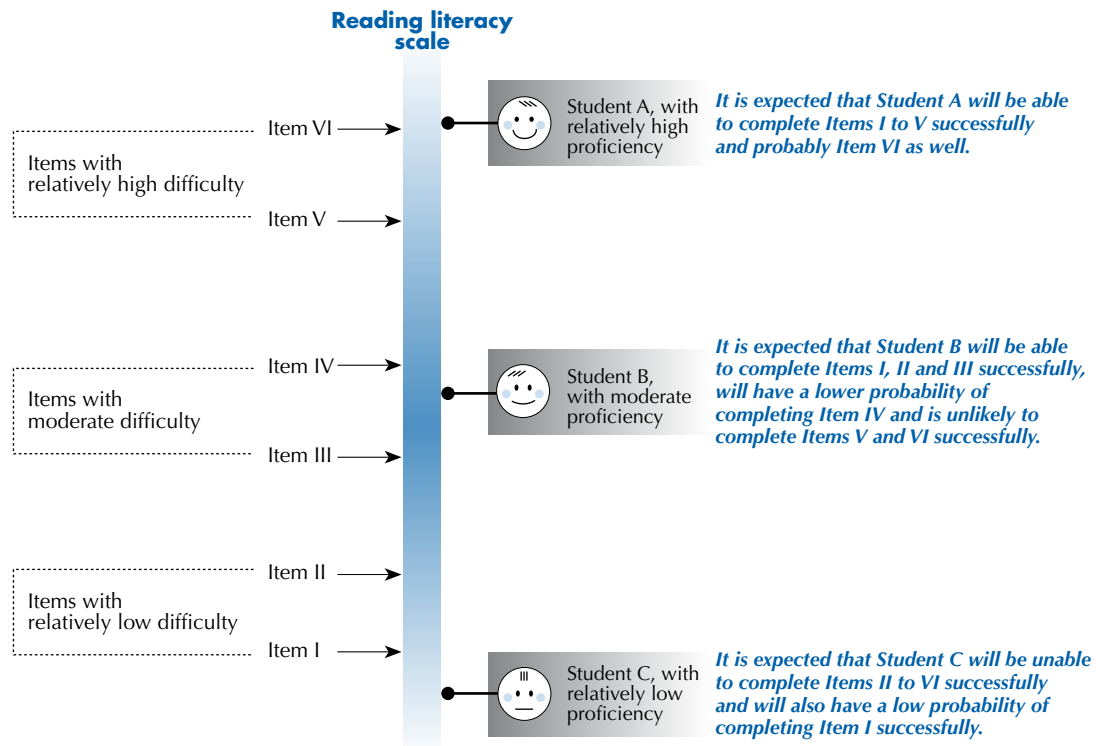 Reading literacy
scale
Item VI
Items with
relatively high difficulty
Item V
Student A, with
relatively high
proficiency
It is expected that Student A will be able
to complete Items I to V successfully
and probably Item VI as well.
Item IV
Items with
moderate difficulty
Item III
Student B,
with moderate
proficiency
It is expected that Student B will be able
to complete Items I, II and III successfully,
will have a lower probability of
completing Item IV and is unlikely to
complete Items V and VI successfully.
Item II
Items with
relatively low difficulty
Item I
Student C, with
relatively low
proficiency
It is expected that Student C will be unable
to complete Items II to VI successfully
and will also have a low probability of
completing Item I successfully.